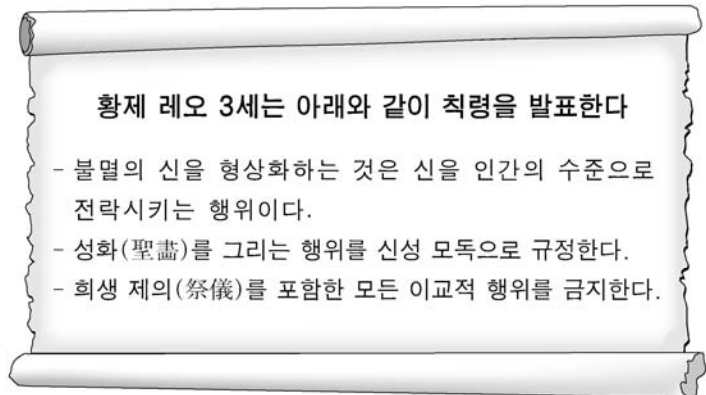 황제 레오 3세는 아래와 같이 칙령을 발표한다
- 불멸의 신을 형상화하는 것은 신을 인간의 수준으로
전락시키는 행위이다.
- 성화(聖畵)를 그리는 행위를 신성 모독으로 규정한다.
- 희생 제의(祭儀)를 포함한 모든 이교적 행위를 금지한다.